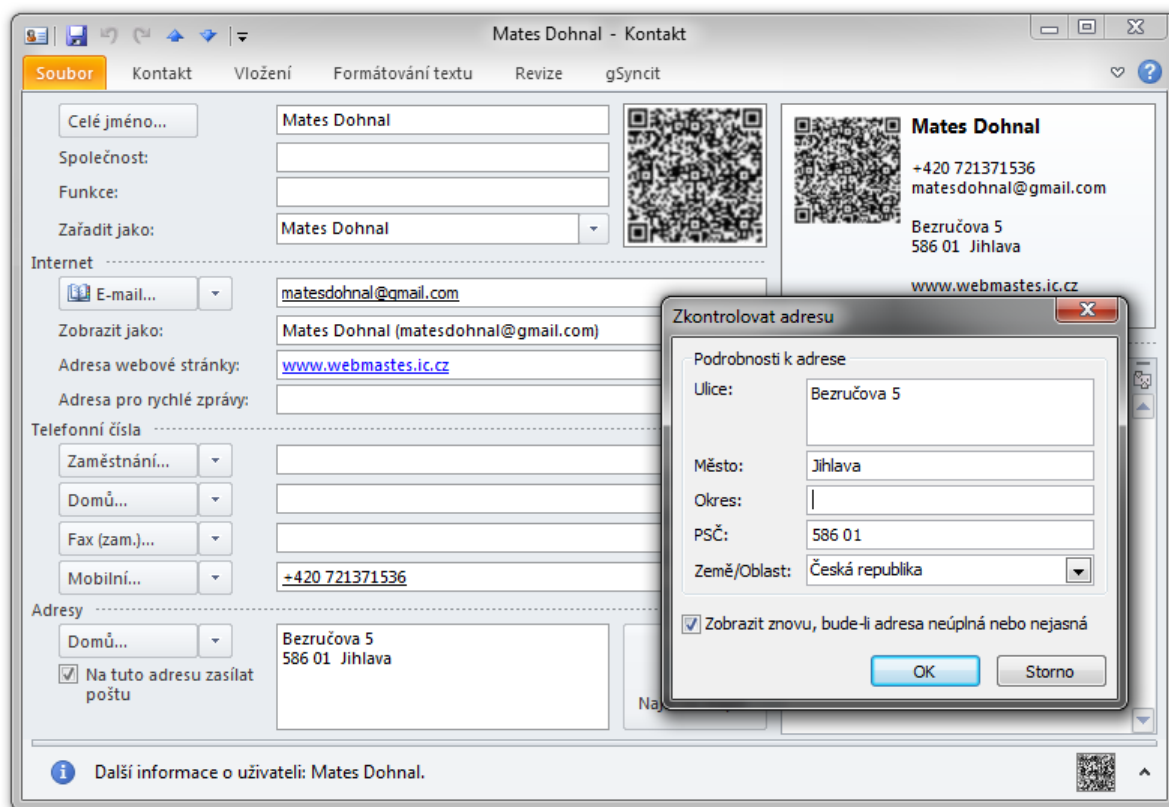 Mates Dohnal - Kontakt
Soubor Kontakt Vložení Formátování textu Revize gSyncit
Celé jméno... Mates Dohnal
Společnost:
Funkce:
Zařadit jako: Mates Dohnal
Mates Dohnal
+420 721371536
matesdohnal@gmail.com
Bezručova 5
586 01 Jihlava
www.webmastes.ic.cz
Internet
E-mail... matesdohnal@gmail.com
Zobrazit jako: Mates Dohnal (matesdohnal@gmail.com)
Adresa webové stránky: www.webmastes.ic.cz
Adresa pro rychlé zprávy:
Telefonní čísla
Zaměstnání...
Domů...
Fax (zam.)...
Mobilní... +420 721371536
Adresy
Domů... Bezručova 5
586 01 Jihlava
Na tuto adresu zasílat
poštu
Zkontrolovat adresu
Podrobnosti k adrese
Ulice: Bezručova 5
Město: Jihlava
Okres:
PSČ: 586 01
Země/Oblast: Česká republika
Zobrazit znovu, bude-li adresa neúplná nebo nejasná
OK Storno
Další informace o uživateli: Mates Dohnal.